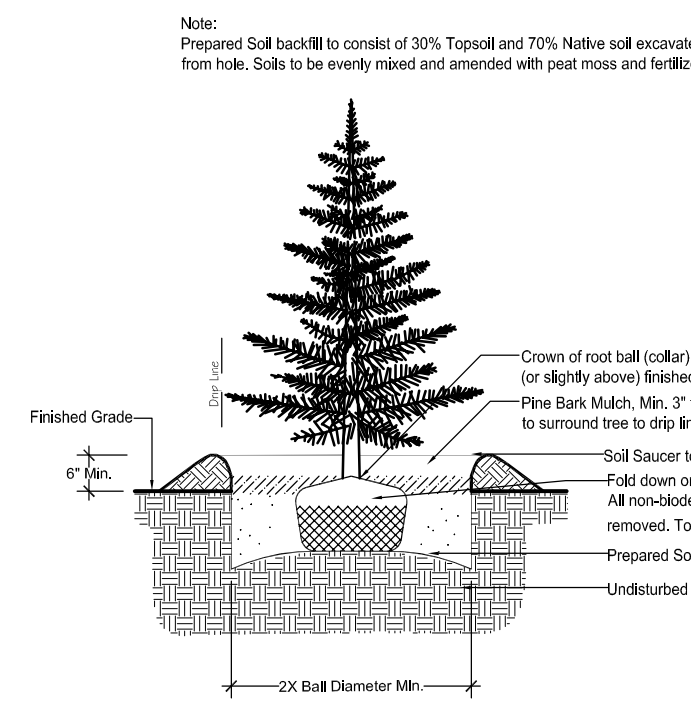 Note:
Prepared Soil backfill to consist of 30% Topsoil and 70% Native soil excavate
from hole. Soils to be evenly mixed and amended with peat moss and fertiliz
Drip Line
Crown of root ball (collar)
(or slightly above) finished
Pine Bark Mulch, Min. 3"
to surround tree to drip lin
Finished Grade
Soil Saucer to
6" Min.
Fold down or
All non-biode
removed. To
Prepared So
Undisturbed
2X Ball Diameter Min.